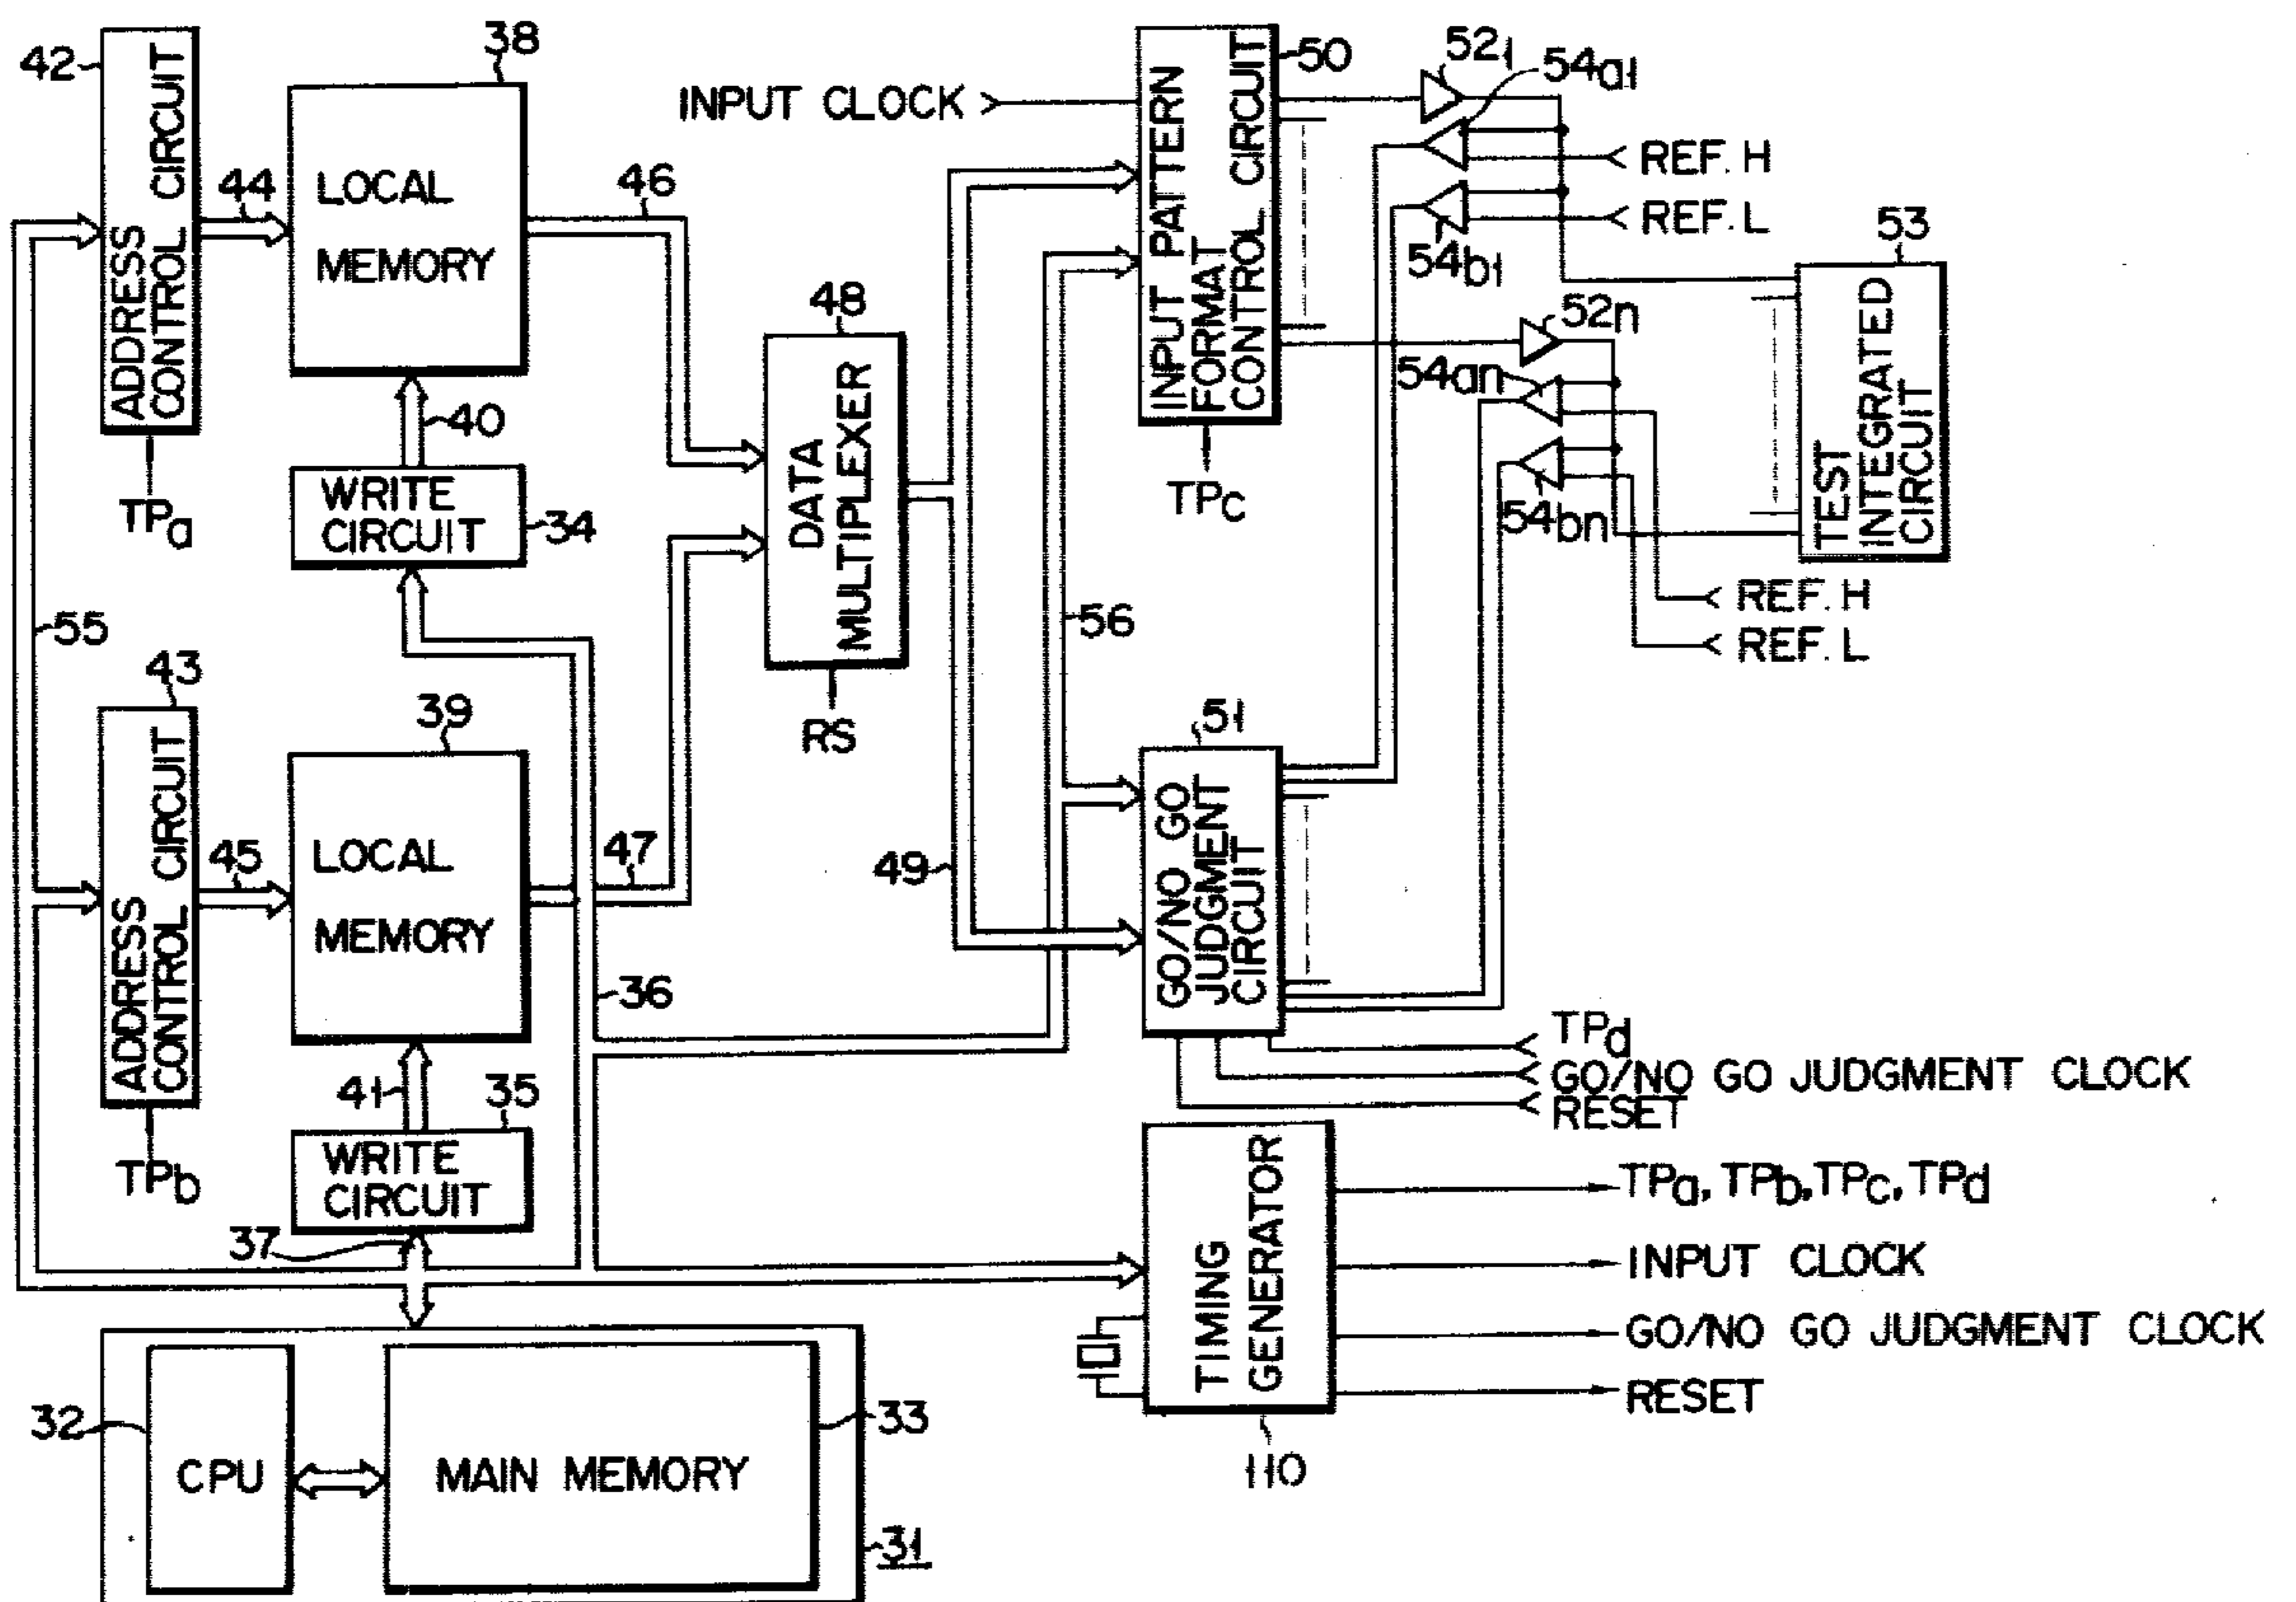 42
ADDRESS
CONTROL CIRCUIT
TPa
44
38
LOCAL
MEMORY
40
WRITE
CIRCUIT
34
46
INPUT CLOCK
48
DATA
MULTIPLEXER
RS
50
INPUT PATTERN
FORMAT
CONTROL CIRCUIT
TPc
521
54a1
REF. H
REF. L
54b1
53
52n
54an
54bn
TEST
INTEGRATED
CIRCUIT
REF. H
REF. L
55
43
ADDRESS
CONTROL CIRCUIT
TPb
45
39
LOCAL
MEMORY
47
36
41
35
WRITE
CIRCUIT
37
49
56
51
GO/NO GO
JUDGMENT
CIRCUIT
TPd
GO/NO GO JUDGMENT CLOCK
RESET
TIMING
GENERATOR
110
TPa, TPb, TPc, TPd
INPUT CLOCK
GO/NO GO JUDGMENT CLOCK
RESET
32
CPU
MAIN MEMORY
33
31